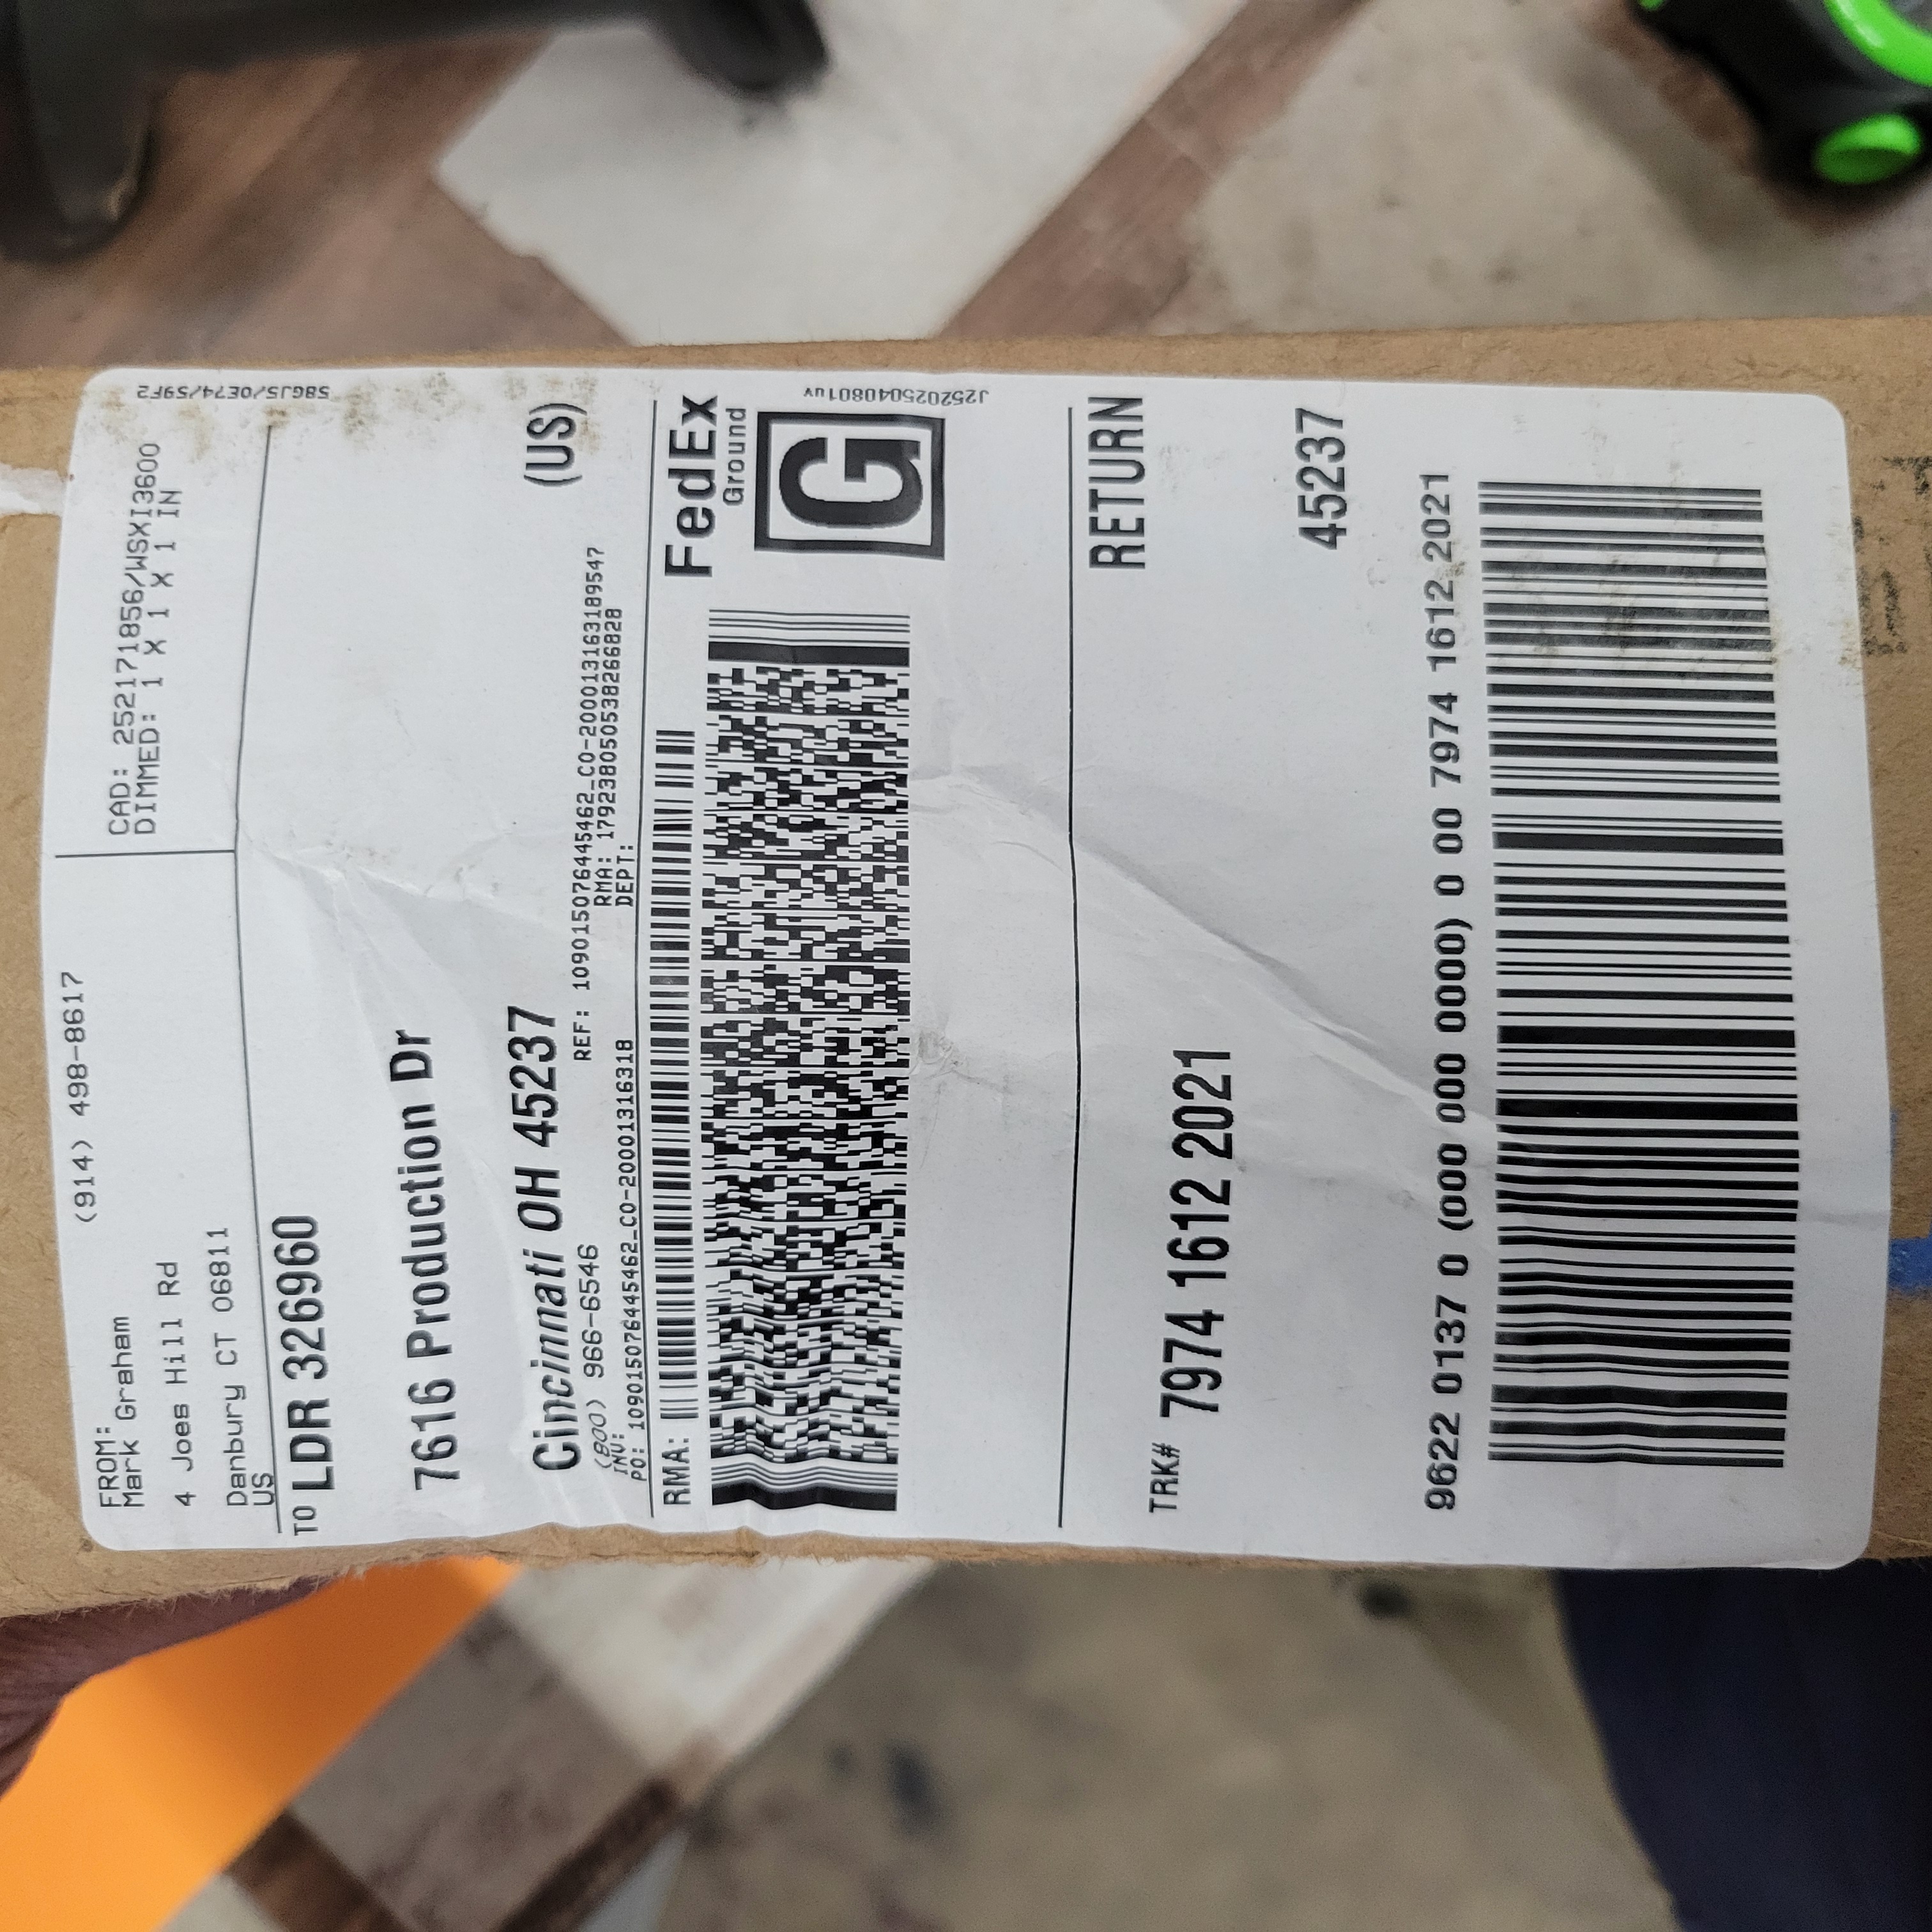 FROM:
(914) 498-8617
Mark Graham
4 Joes Hill Rd
Danbury CT 06811
US
CAD: 252171856/WSXI3600
DIMMED: 1 X 1 X 1 IN
TO LDR 326960
7616 Production Dr
Cincinnati OH 45237
(US)
(800) 966-6546
REF: 109015076445462_CO-200013163189547
INV:
RMA: 179238050538266828
PO: 109015076445462_CO-20001316318
DEPT:
58GJ5/0E74/59F2
RMA:
FedEx
Ground
G
J252025040801uv
RETURN
TRK# 7974 1612 2021
45237
9622 0137 0 (000 000 0000) 0 00 7974 1612 2021